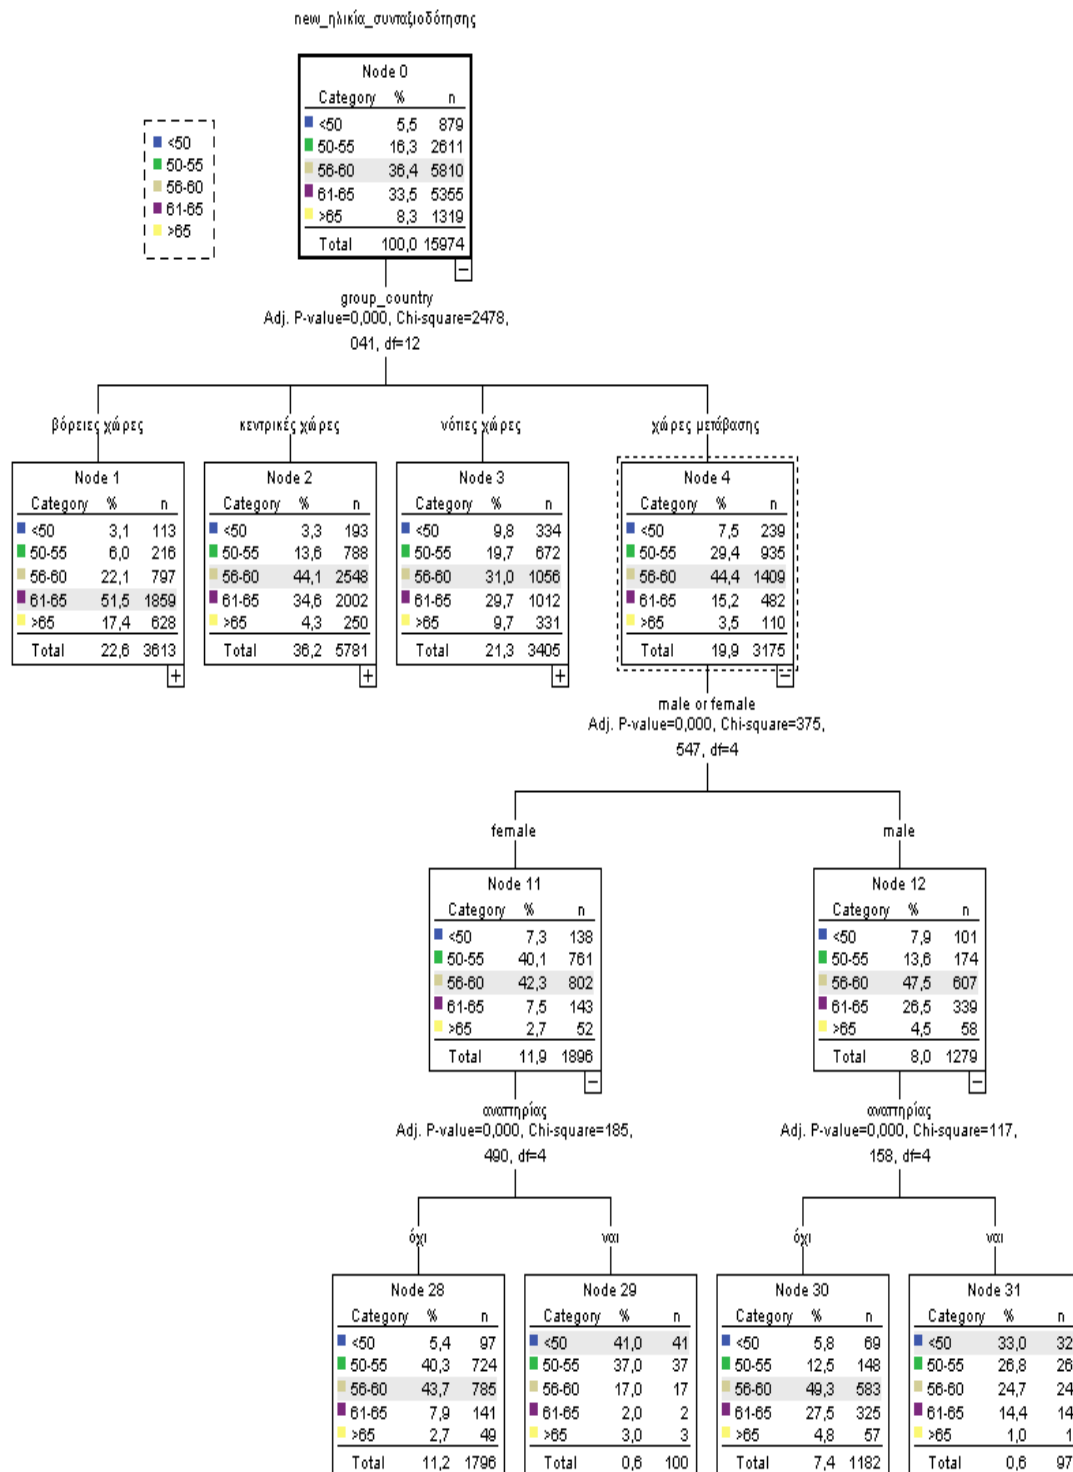 new_ηλικία_συνταξιοδότησης
Node 0
Category % n
<50 5,5 879
50-55 16,3 2611
56-60 36,4 5810
61-65 33,5 5355
>65 8,3 1319
Total 100,0 15974
<50
50-55
56-60
61-65
>65
group_country
Adj. P-value=0,000, Chi-square=2478,
041, df=12
βόρειες χώρες
κεντρικές χώρες
νότιες χώρες
χώρες μετάβασης
Node 1
Category % n
<50 3,1 113
50-55 6,0 216
56-60 22,1 797
61-65 51,5 1859
>65 17,4 628
Total 22,6 3613
Node 2
Category % n
<50 3,3 193
50-55 13,6 788
56-60 44,1 2548
61-65 34,6 2002
>65 4,3 250
Total 36,2 5781
Node 3
Category % n
<50 9,8 334
50-55 19,7 672
56-60 31,0 1056
61-65 29,7 1012
>65 9,7 331
Total 21,3 3405
Node 4
Category % n
<50 7,5 239
50-55 29,4 935
56-60 44,4 1409
61-65 15,2 482
>65 3,5 110
Total 19,9 3175
male or female
Adj. P-value=0,000, Chi-square=375,
547, df=4
female
male
Node 11
Category % n
<50 7,3 138
50-55 40,1 761
56-60 42,3 802
61-65 7,5 143
>65 2,7 52
Total 11,9 1896
Node 12
Category % n
<50 7,9 101
50-55 13,6 174
56-60 47,5 607
61-65 26,5 339
>65 4,5 58
Total 8,0 1279
αναπηρίας
Adj. P-value=0,000, Chi-square=185,
490, df=4
αναπηρίας
Adj. P-value=0,000, Chi-square=117,
158, df=4
όχι
ναι
όχι
ναι
Node 28
Category % n
<50 5,4 97
50-55 40,3 724
56-60 43,7 785
61-65 7,9 141
>65 2,7 49
Total 11,2 1796
Node 29
Category % n
<50 41,0 41
50-55 37,0 37
56-60 17,0 17
61-65 2,0 2
>65 3,0 3
Total 0,6 100
Node 30
Category % n
<50 5,8 69
50-55 12,5 148
56-60 49,3 583
61-65 27,5 325
>65 4,8 57
Total 7,4 1182
Node 31
Category % n
<50 33,0 32
50-55 26,8 26
56-60 24,7 24
61-65 14,4 14
>65 1,0 1
Total 0,6 97